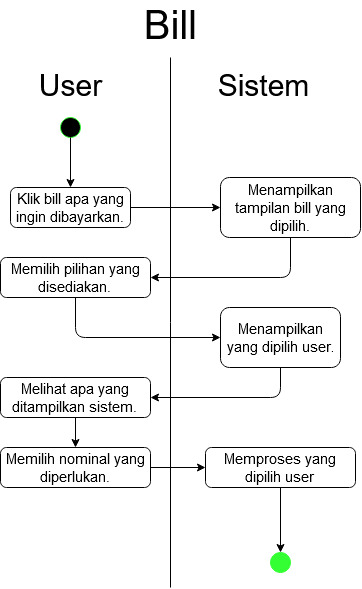 Bill
User
Sistem
Klik bill apa yang
ingin dibayarkan.
Menampilkan
tampilan bill yang
dipilih.
Memilih pilihan yang
disediakan.
Menampilkan
yang dipilih user.
Melihat apa yang
ditampilkan sistem.
Memilih nominal yang
diperlukan.
Memproses yang
dipilih user